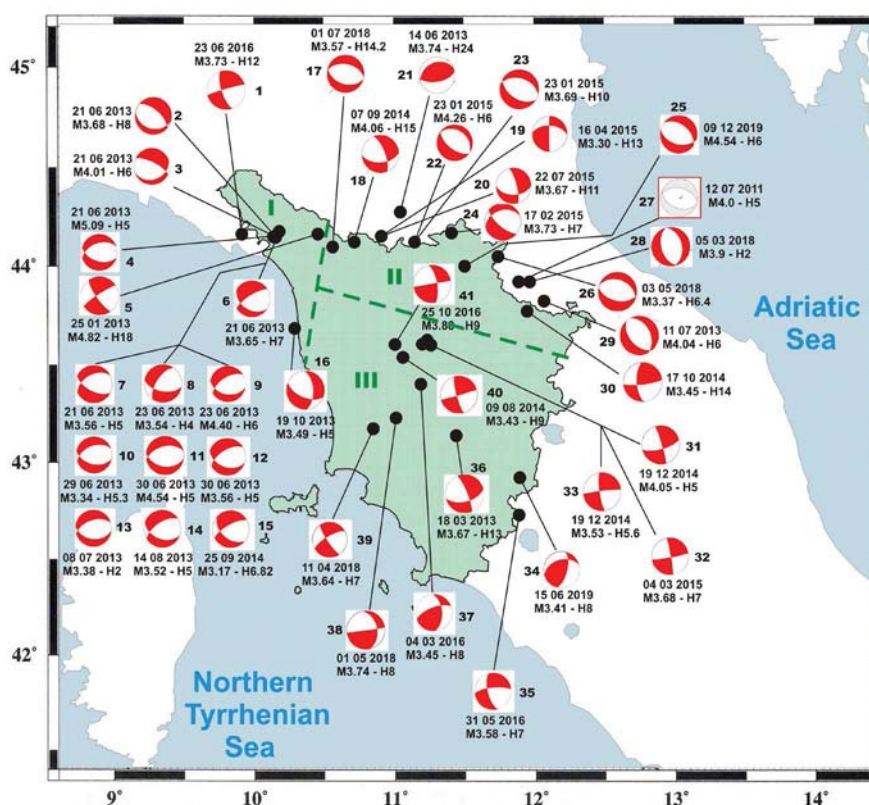 45°
44°
43°
42°
23 06 2016
M3.73 - H12
1
01 07 2018
M3.57 - H14.2
17
14 06 2013
M3.74 - H24
21
23
23 01 2015
M3.69 - H10
21 06 2013
M3.68 - H8
2
07 09 2014
M4.06 - H15
18
23 01 2015
M4.26 - H6
22
19
16 04 2015
M3.30 - H13
25
09 12 2019
M4.54 - H6
21 06 2013
M4.01 - H6
3
20
22 07 2015
M3.67 - H11
27
12 07 2011
M4.0 - H5
24
17 02 2015
M3.73 - H7
28
05 03 2018
M3.9 - H2
21 06 2013
M5.09 - H5
4
I
II
III
5
25 01 2013
M4.82 - H18
6
21 06 2013
M3.65 - H7
41
25 10 2016
M3.88 - H9
26
03 05 2018
M3.37 - H6.4
Adriatic
Sea
29
11 07 2013
M4.04 - H6
7
21 06 2013
M3.56 - H5
8
23 06 2013
M3.54 - H4
9
23 06 2013
M4.40 - H6
16
19 10 2013
M3.49 - H5
40
09 08 2014
M3.43 - H9
30
17 10 2014
M3.45 - H14
10
29 06 2013
M3.34 - H5.3
11
30 06 2013
M4.54 - H5
12
30 06 2013
M3.56 - H5
36
18 03 2013
M3.67 - H13
31
19 12 2014
M4.05 - H5
33
19 12 2014
M3.53 - H5.6
13
08 07 2013
M3.38 - H2
14
14 08 2013
M3.52 - H5
15
25 09 2014
M3.17 - H6.82
39
11 04 2018
M3.64 - H7
34
15 06 2019
M3.41 - H8
32
04 03 2015
M3.68 - H7
38
01 05 2018
M3.74 - H8
37
04 03 2016
M3.45 - H8
35
31 05 2016
M3.58 - H7
Northern
Tyrrhenian
Sea
9° 10° 11° 12° 13° 14°